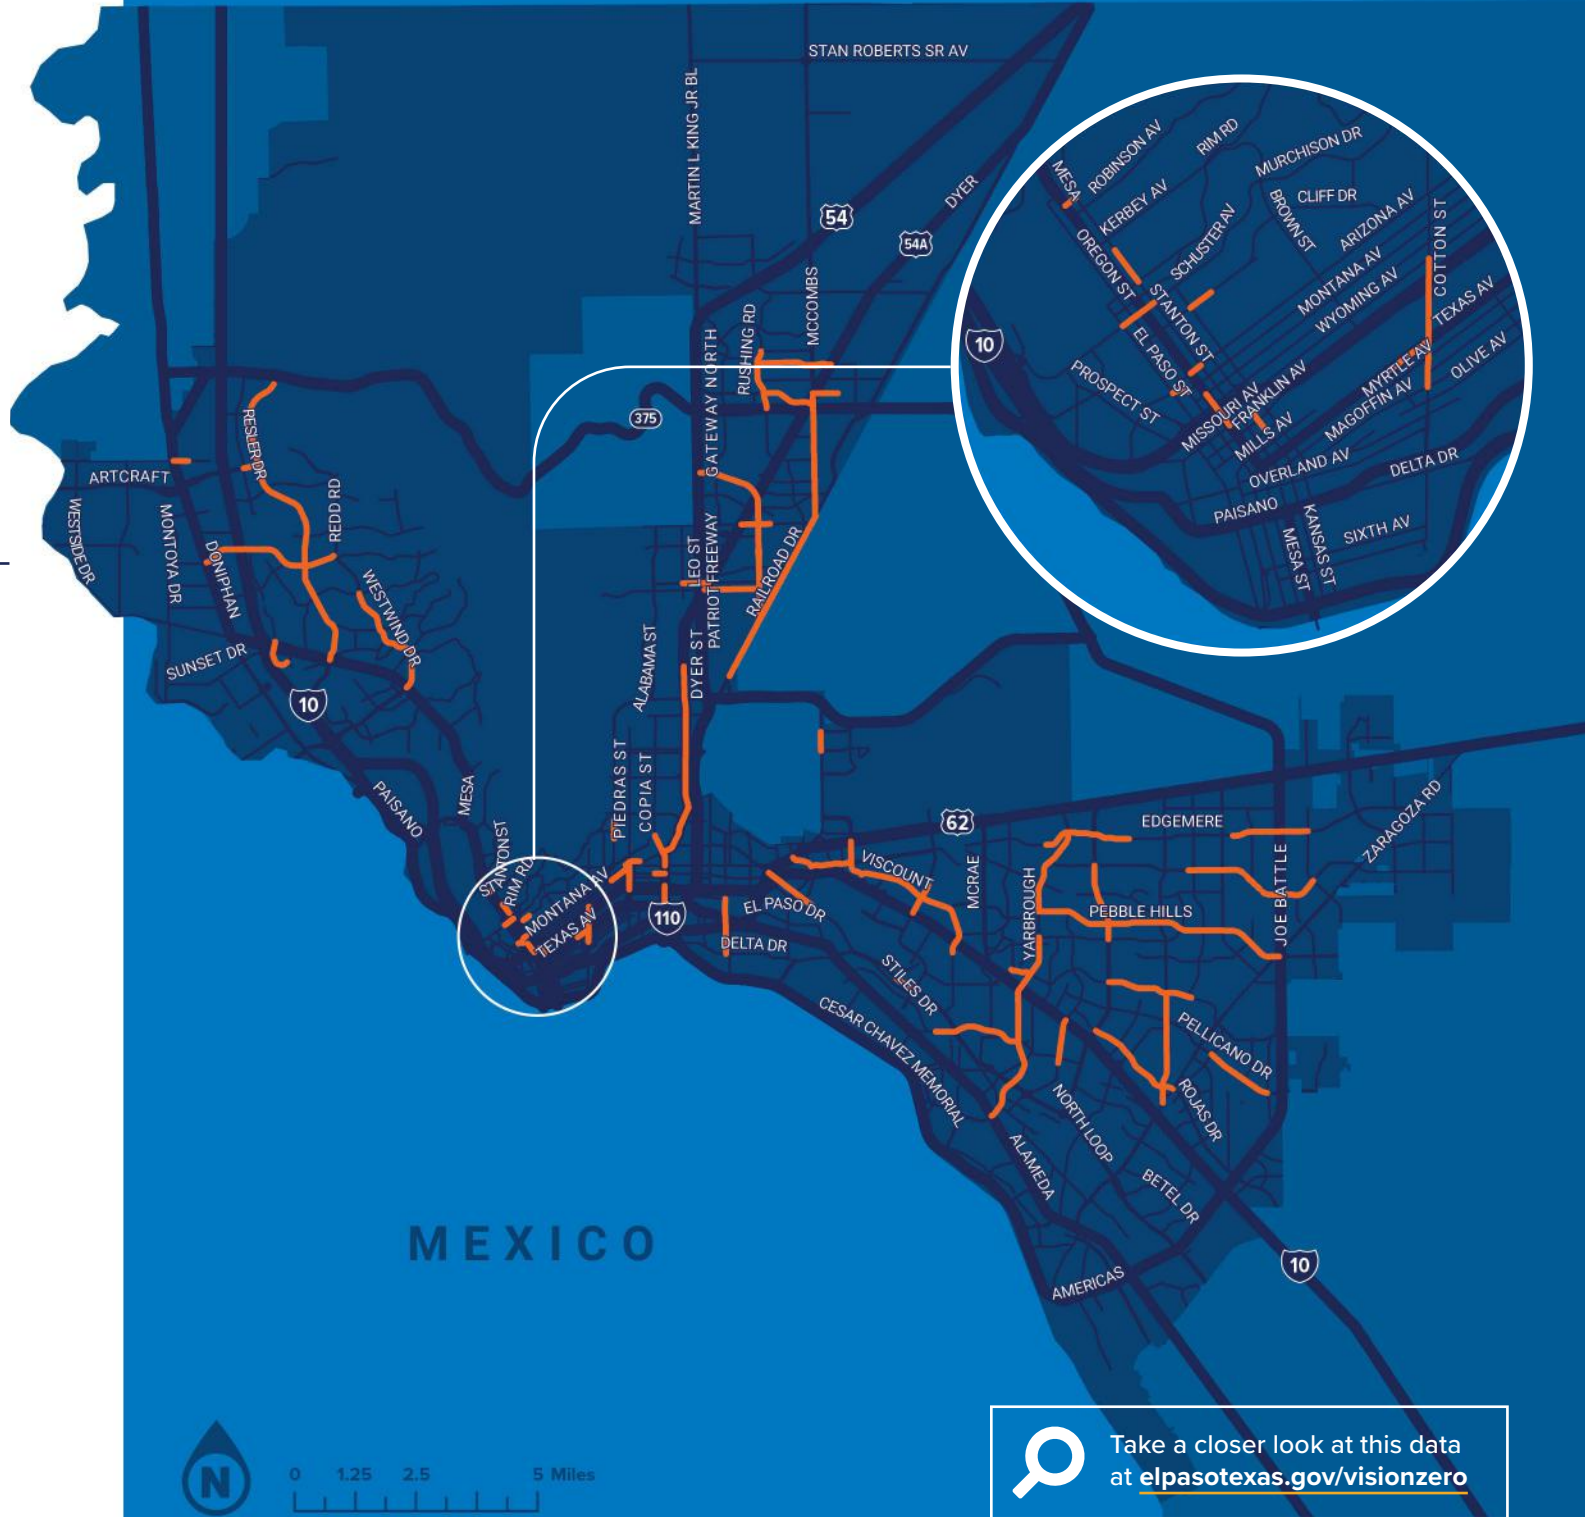 STAN ROBERTS SR AV
MARTIN L KING JR BL
54
DYER
54A
MCCOMBS
RUSHING RD
GATEWAY NORTH
375
RESLER DR
ARTCRAFT
REDD RD
WESTSIDE DR
MONTOYA DR
DONIPHAN
WESTWIND DR
SUNSET DR
10
LEO ST
PATRIOT FREEWAY
RAILROAD DR
ALABAMA ST
DYER ST
PIEDRAS ST
COPIA ST
PAISANO
MESA
STANTON ST
RIM RD
MONTANA AV
TEXAS AV
110
EL PASO DR
DELTA DR
62
VISCOUNT
MCRAE
YARBROUGH
EDGEMERE
PEBBLE HILLS
JOE BATTLE
ZARAGOZA RD
STILES DR
CESAR CHAVEZ MEMORIAL
PELLICANO DR
ROJAS DR
NORTH LOOP
ALAMEDA
BETEL DR
AMERICAS
10
MESA
ROBINSON AV
RIM RD
MURCHISON DR
KERBEY AV
CLIFF DR
BROWN ST
ARIZONA AV
COTTON ST
OREGON ST
SCHUSTER AV
MONTANA AV
WYOMING AV
STANTON ST
TEXAS AV
10
EL PASO ST
MYRTLE AV
OLIVE AV
PROSPECT ST
MISSOURI AV
FRANKLIN AV
MAGOFFIN AV
MILLS AV
OVERLAND AV
DELTA DR
PAISANO
KANSAS ST
MESA ST
SIXTH AV
MEXICO
N
0 1.25 2.5 5 Miles
Take a closer look at this data
at elpasotexas.gov/visionzero